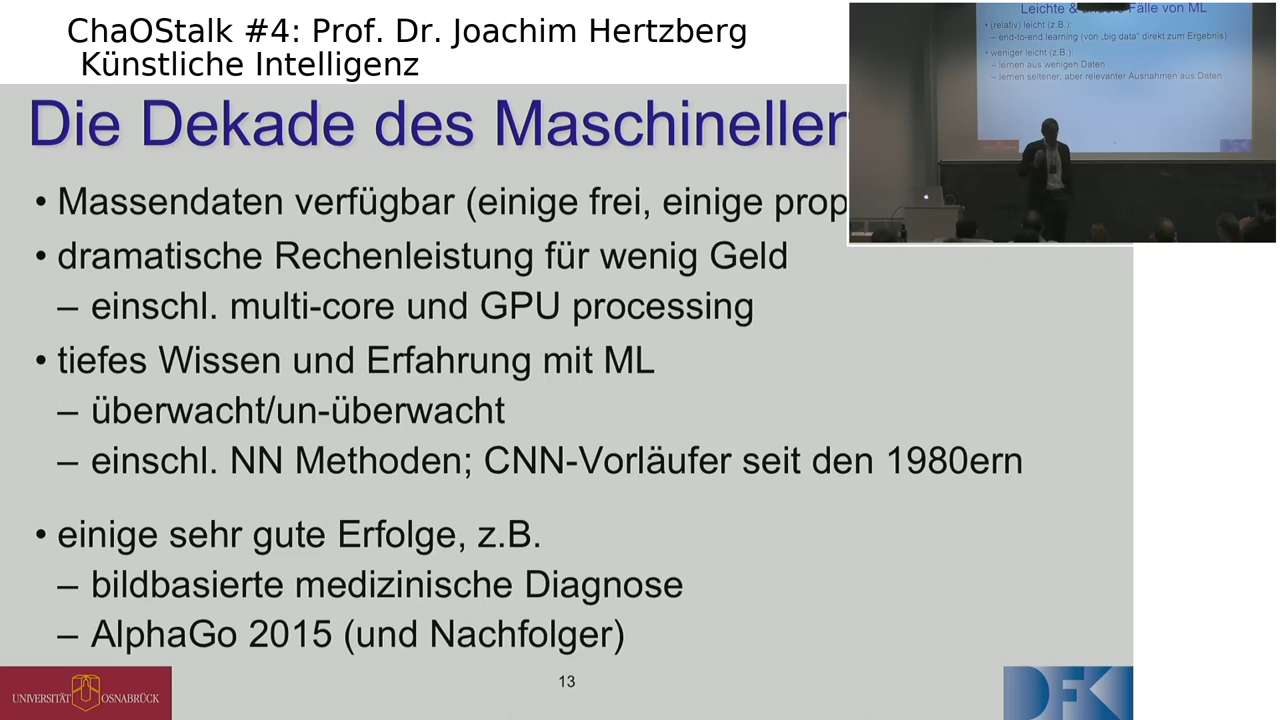 ChaOStalk #4: Prof. Dr. Joachim Hertzberg
Künstliche Intelligenz
Die Dekade des Maschinellen
• Massendaten verfügbar (einige frei, einige prop
• dramatische Rechenleistung für wenig Geld
– einschl. multi-core und GPU processing
• tiefes Wissen und Erfahrung mit ML
– überwacht/un-überwacht
– einschl. NN Methoden; CNN-Vorläufer seit den 1980ern
• einige sehr gute Erfolge, z.B.
– bildbasierte medizinische Diagnose
– AlphaGo 2015 (und Nachfolger)
UNIVERSITÄT OSNABRÜCK
13
DFK
Leichte & Fälle von ML
• (relativ) leicht (z.B.):
– end-to-end learning (von „big data" direkt zum Ergebnis)
• weniger leicht (z.B.):
– lernen aus wenigen Daten
– lernen seltener, aber relevanter Ausnahmen aus Daten